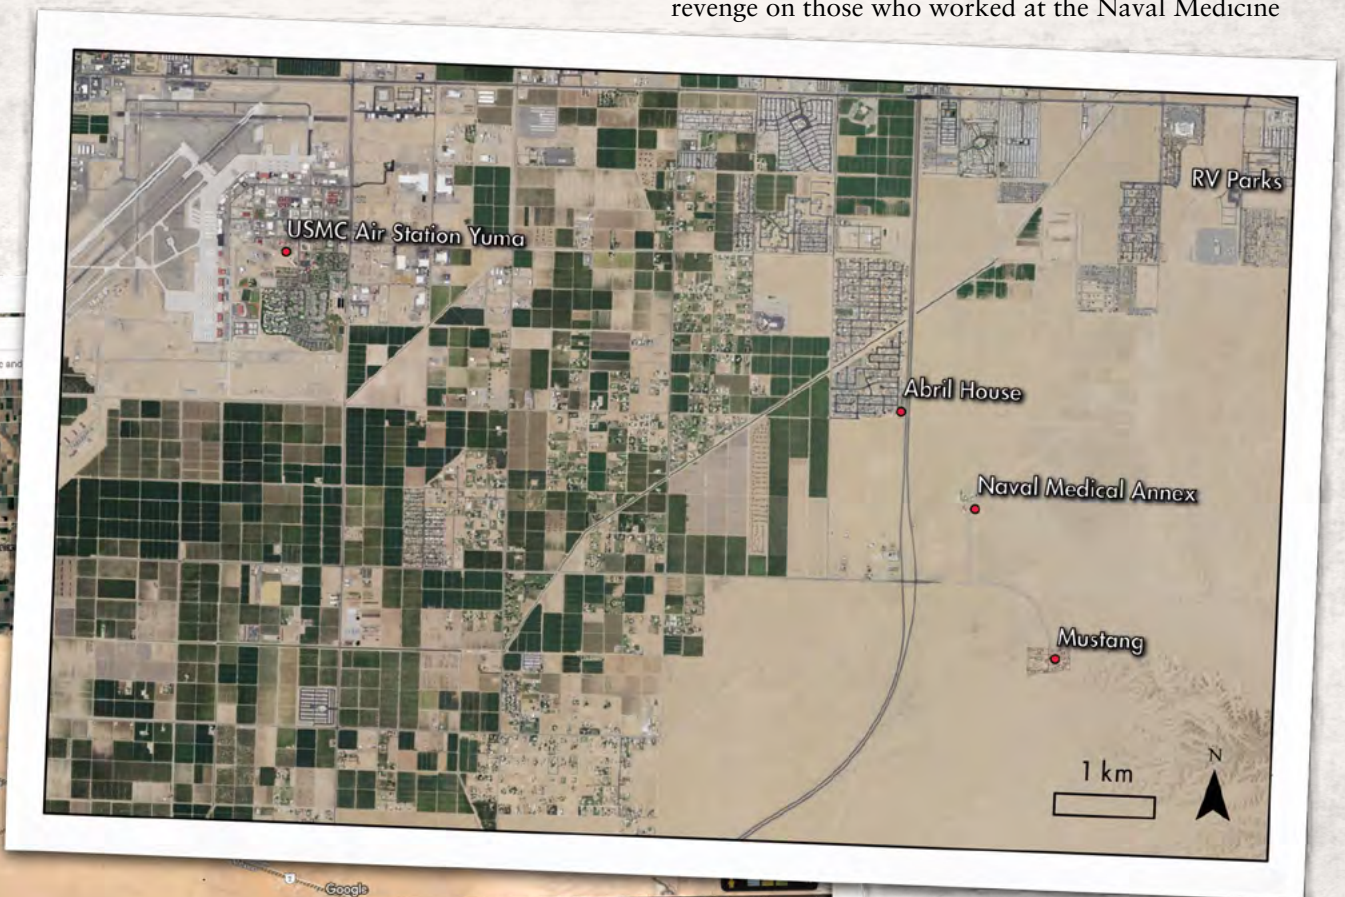 revenge on those who worked at the Naval Medicine
RV Parks
USMC Air Station Yuma
e and
Abril House
Naval Medical Annex
Mustang
N
1 km
Google